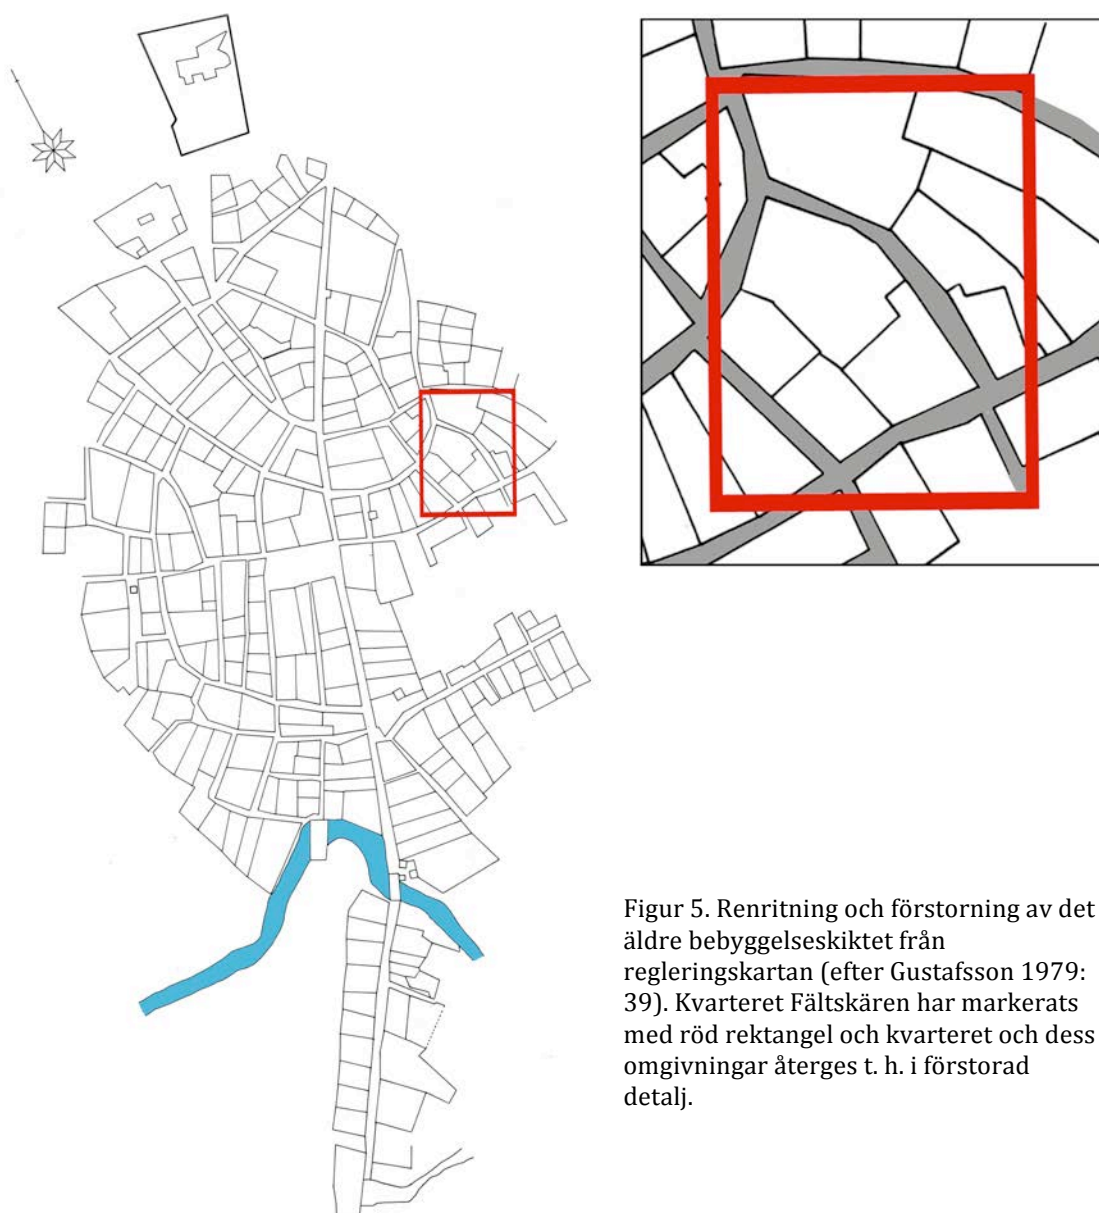 Figur 5. Renritning och förstorning av det
äldre bebyggelseskiktet från
regleringskartan (efter Gustafsson 1979:
39). Kvarteret Fältskären har markerats
med röd rektangel och kvarteret och dess
omgivningar återges t. h. i förstorad
detalj.